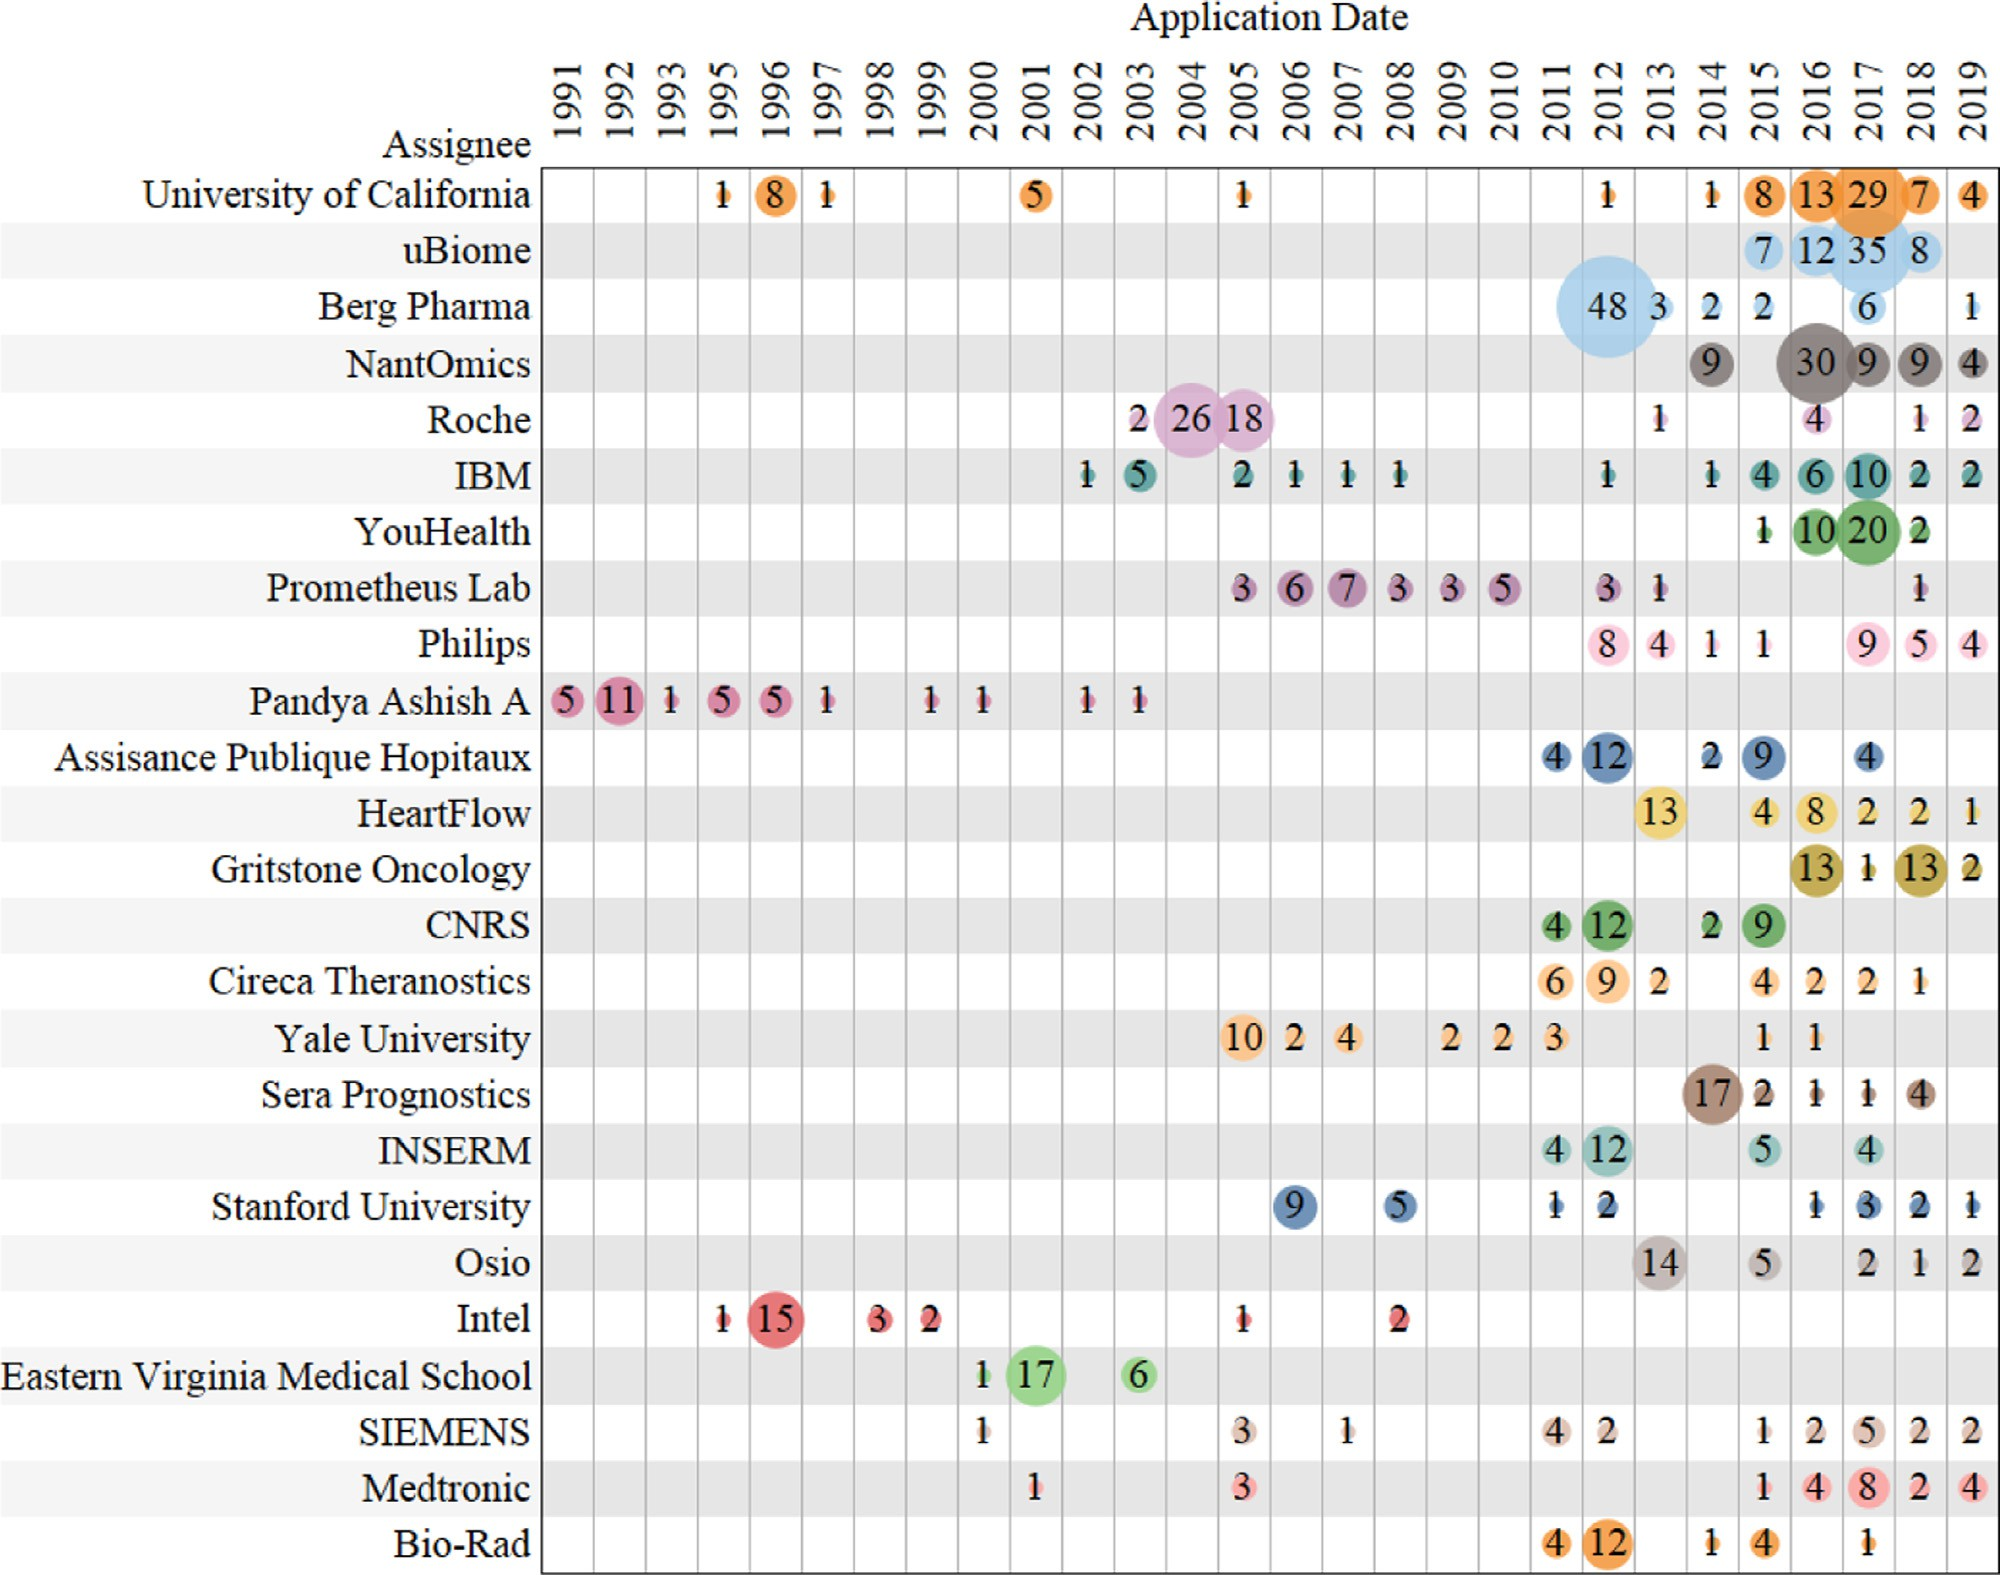 Application Date
Assignee 1991 1992 1993 1995 1996 1997 1998 1999 2000 2001 2002 2003 2004 2005 2006 2007 2008 2009 2010 2011 2012 2013 2014 2015 2016 2017 2018 2019
University of California 1 8 1 5 1 1 1 8 13 29 7 4
uBiome 7 12 35 8
Berg Pharma 48 3 2 2 6 1
NantOmics 9 30 9 9 4
Roche 2 26 18 1 4 1 2
IBM 1 5 2 1 1 1 1 1 4 6 10 2 2
YouHealth 1 10 20 2
Prometheus Lab 3 6 7 3 3 5 3 1 1
Philips 8 4 1 1 9 5 4
Pandya Ashish A 5 11 1 5 5 1 1 1 1 1
Assisance Publique Hopitaux 4 12 2 9 4
HeartFlow 13 4 8 2 2 1
Gritstone Oncology 13 1 13 2
CNRS 4 12 2 9
Cireca Theranostics 6 9 2 4 2 2 1
Yale University 10 2 4 2 2 3 1 1
Sera Prognostics 17 2 1 1 4
INSERM 4 12 5 4
Stanford University 9 5 1 2 1 3 2 1
Osio 14 5 2 1 2
Intel 1 15 3 2 1 2
Eastern Virginia Medical School 1 17 6
SIEMENS 1 3 1 4 2 1 2 5 2 2
Medtronic 1 3 1 4 8 2 4
Bio-Rad 4 12 1 4 1